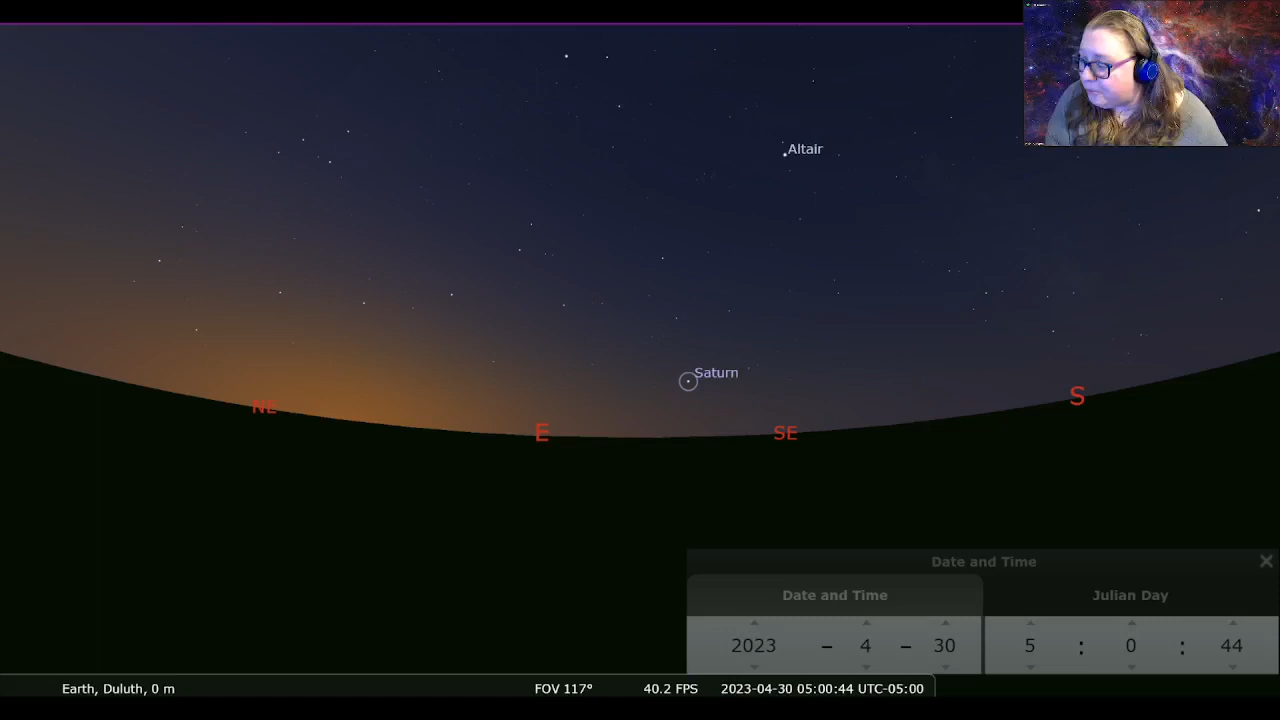 Altair
Saturn
NE
E
SE
S
Date and Time
Date and Time Julian Day
2023 – 4 – 30 5 : 0 : 44
Earth, Duluth, 0 m FOV 117° 40.2 FPS 2023-04-30 05:00:44 UTC-05:00